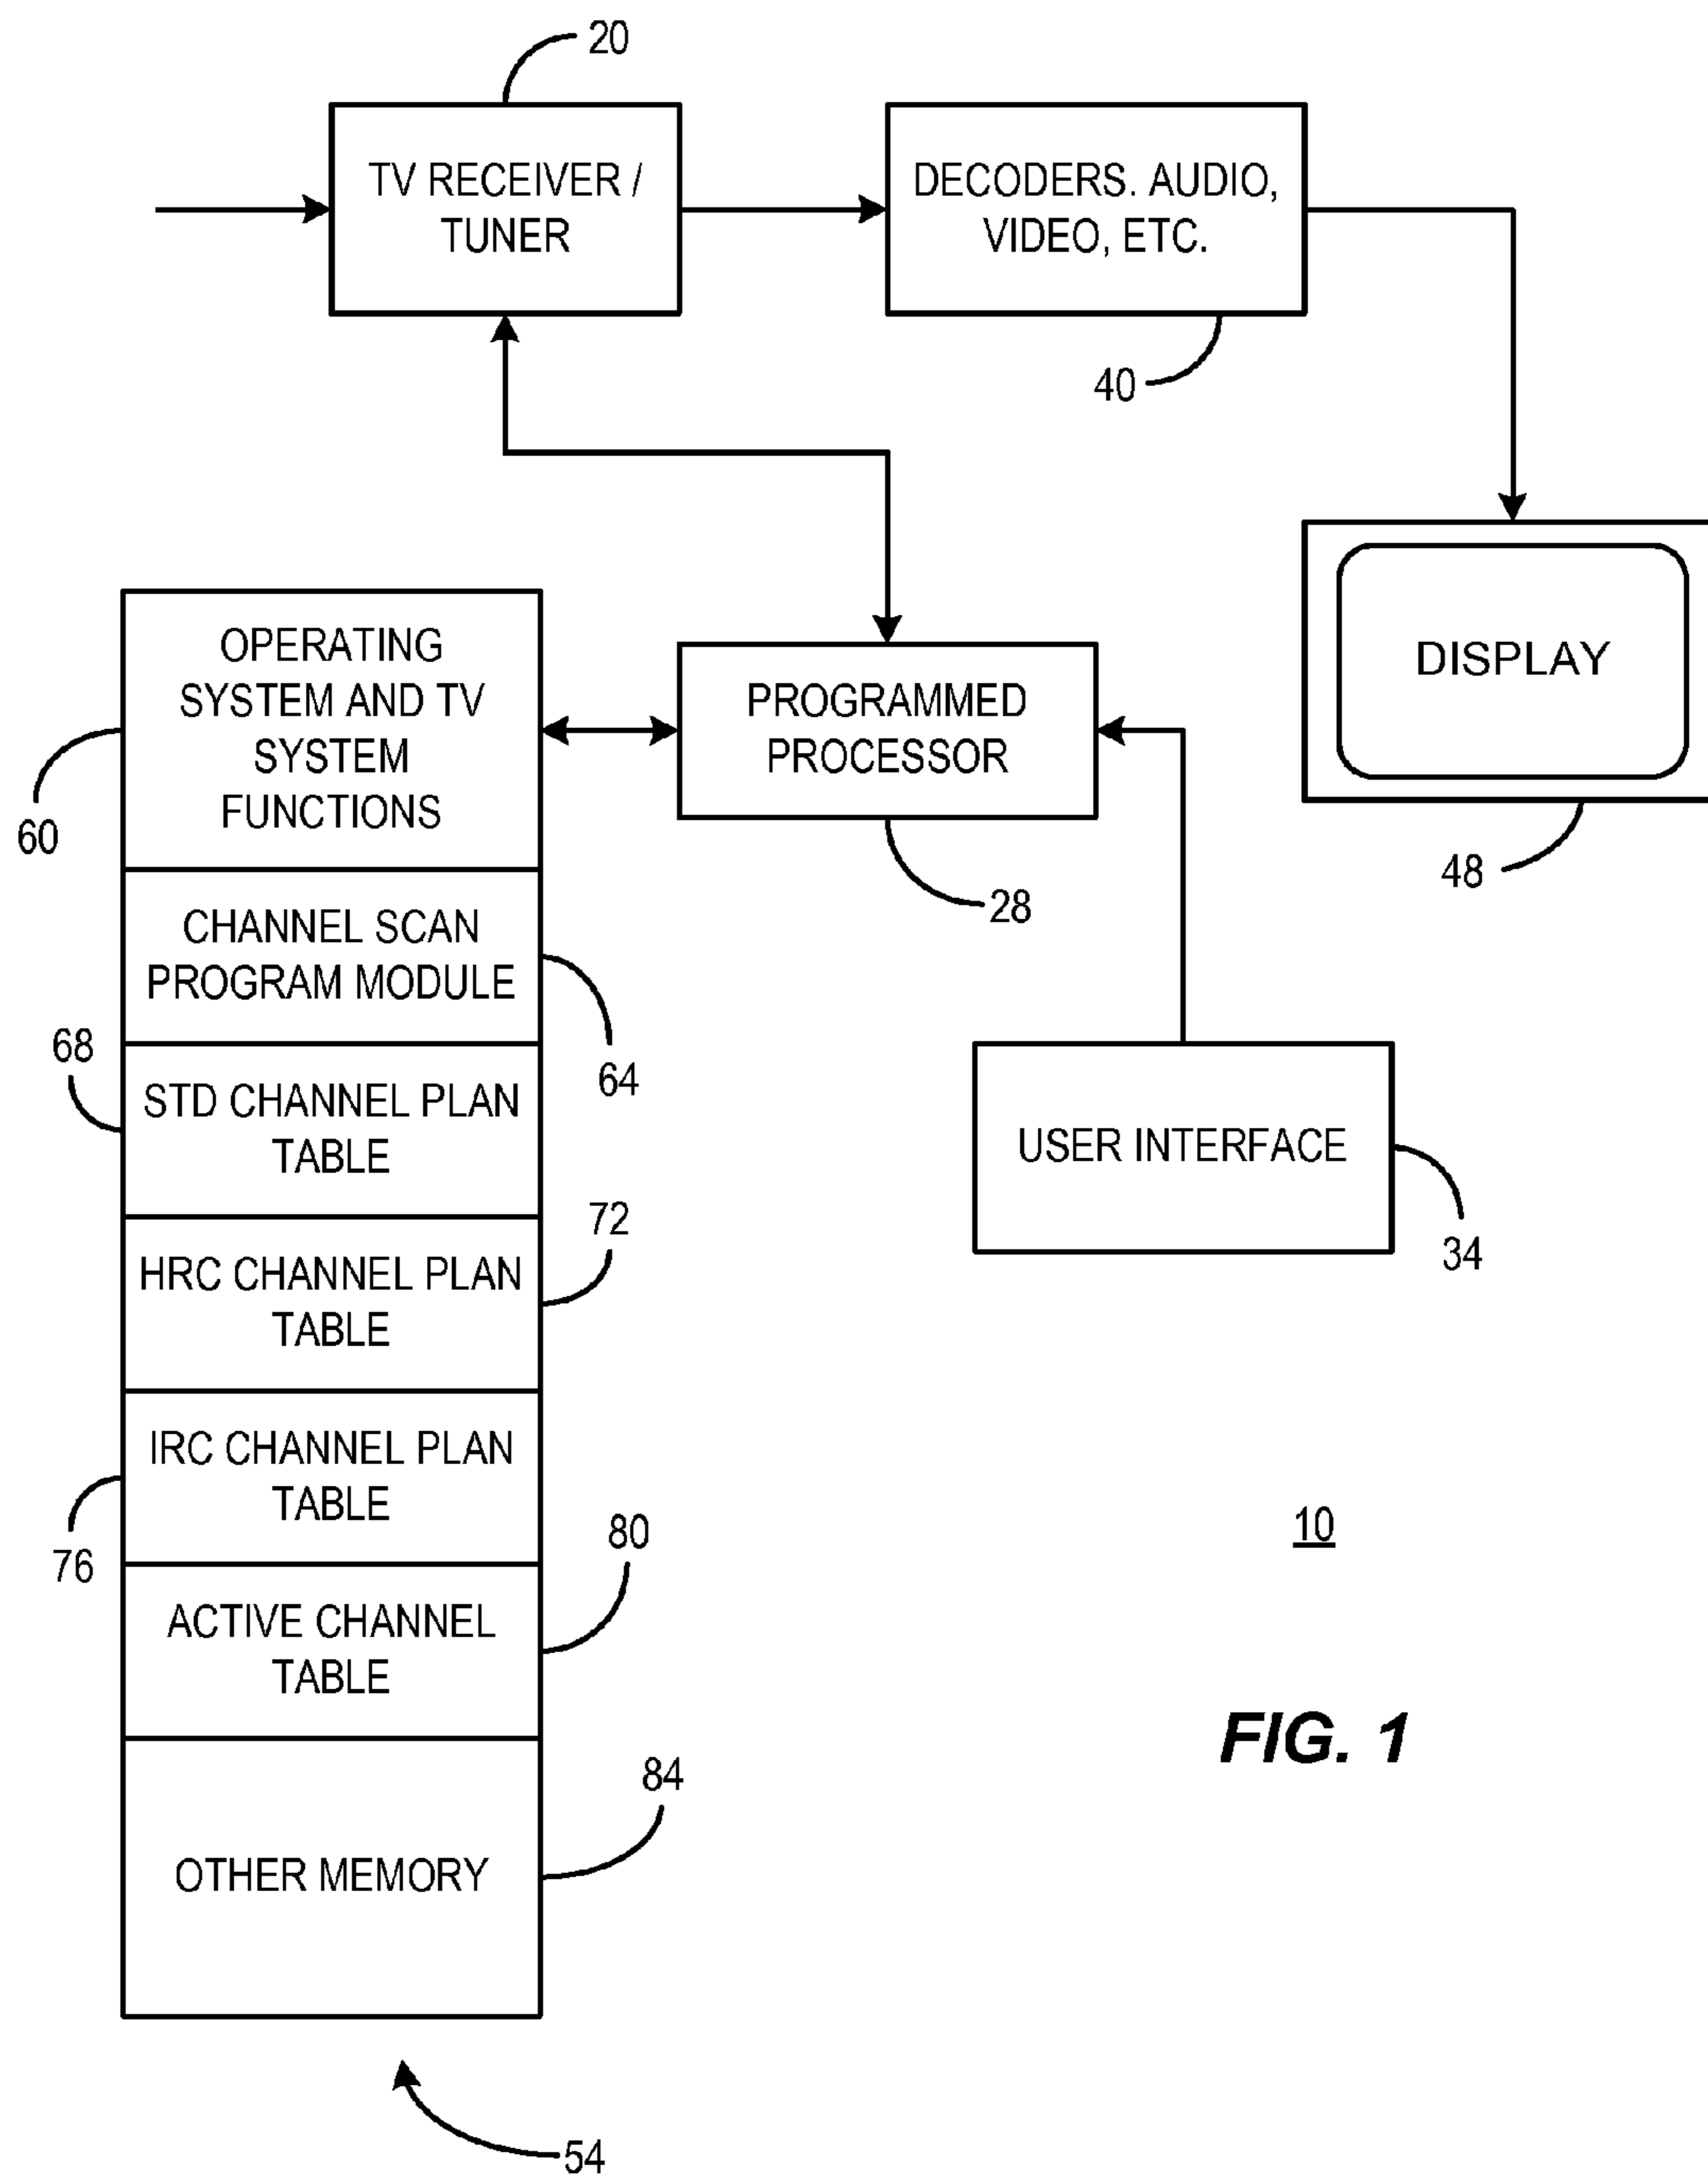 20
TV RECEIVER /
TUNER
DECODERS. AUDIO,
VIDEO, ETC.
40
OPERATING
SYSTEM AND TV
SYSTEM
FUNCTIONS
60
PROGRAMMED
PROCESSOR
28
DISPLAY
48
CHANNEL SCAN
PROGRAM MODULE
64
68
STD CHANNEL PLAN
TABLE
USER INTERFACE
34
72
HRC CHANNEL PLAN
TABLE
IRC CHANNEL PLAN
TABLE
76
80
ACTIVE CHANNEL
TABLE
10
84
OTHER MEMORY
FIG. 1
54